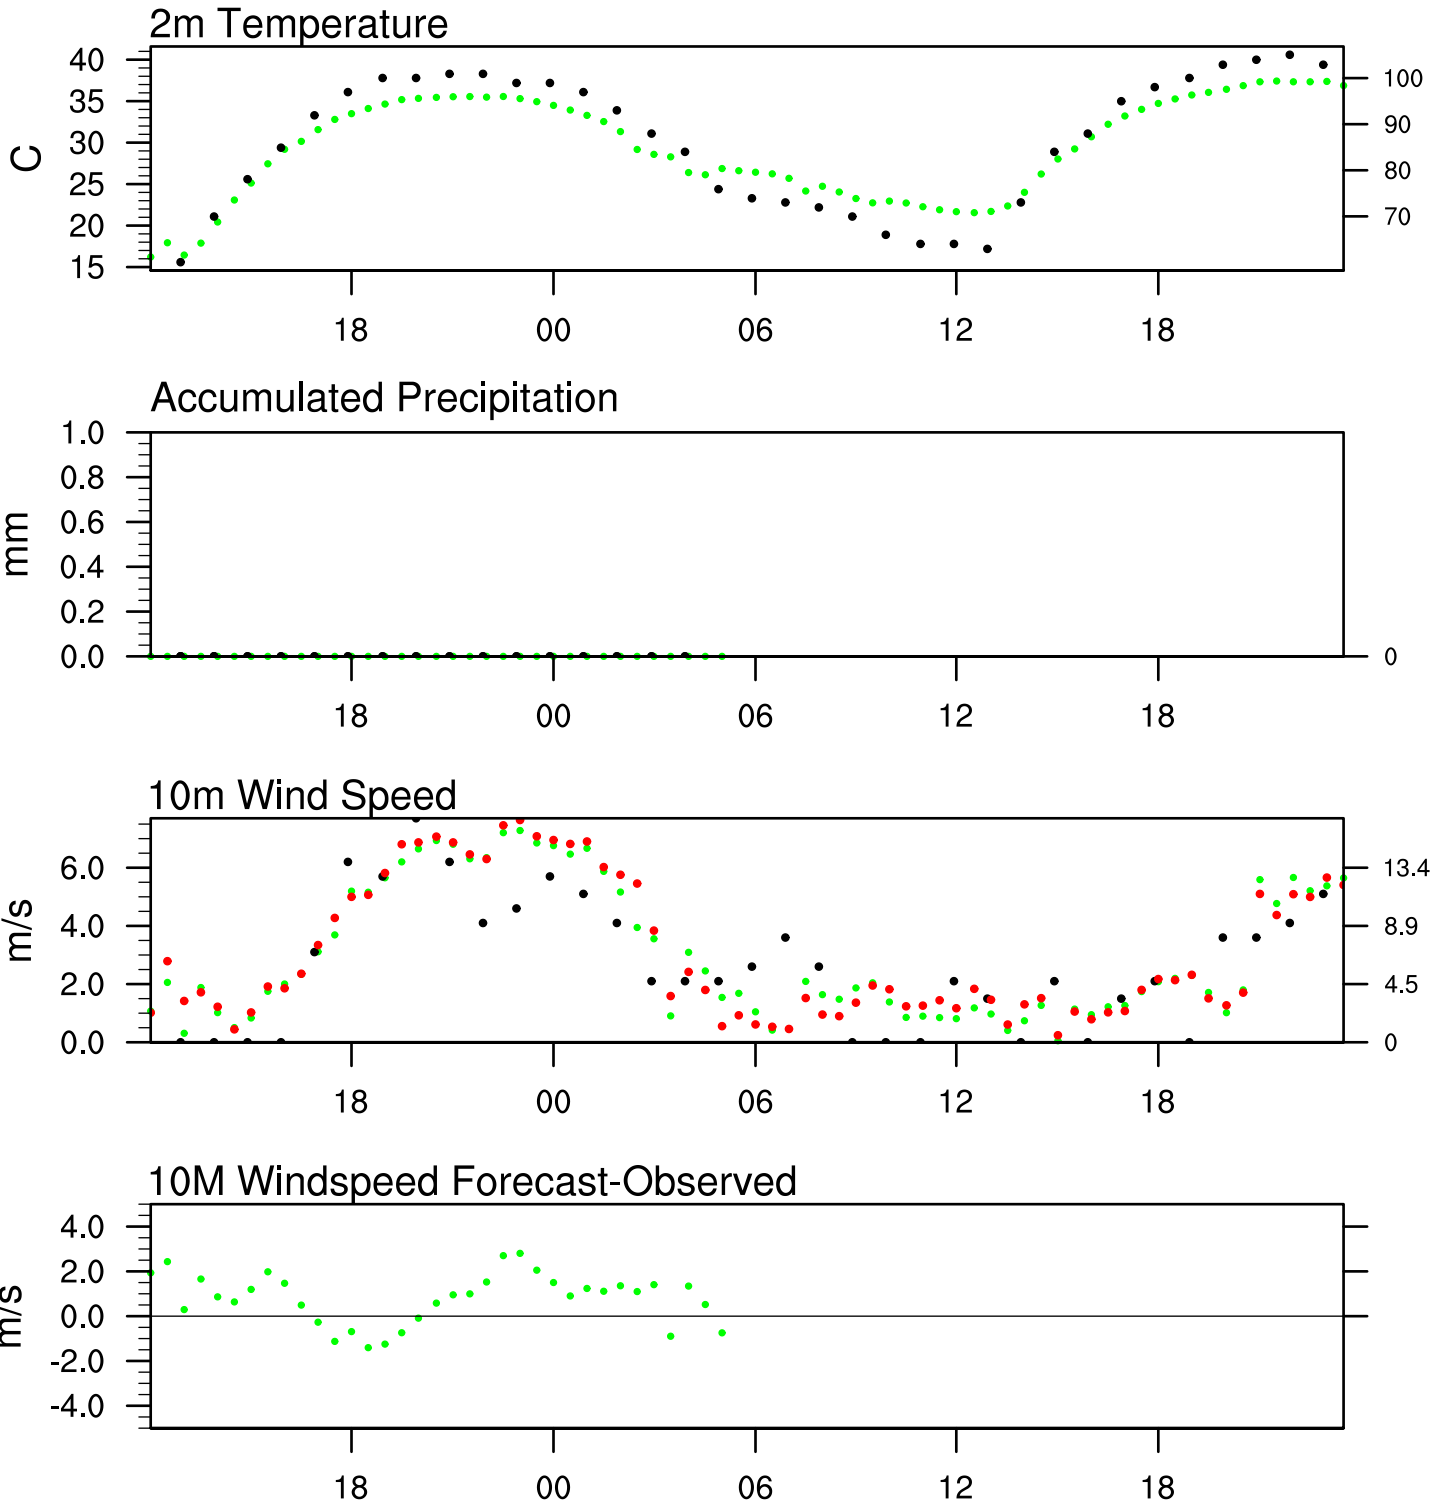 2m Temperature
40
35
30
25
20
15
C
100
90
80
70
18 00 06 12 18
Accumulated Precipitation
1.0
0.8
0.6
0.4
0.2
0.0
mm
0
18 00 06 12 18
10m Wind Speed
6.0
4.0
2.0
0.0
m/s
13.4
8.9
4.5
0
18 00 06 12 18
10M Windspeed Forecast-Observed
4.0
2.0
0.0
-2.0
-4.0
m/s
18 00 06 12 18